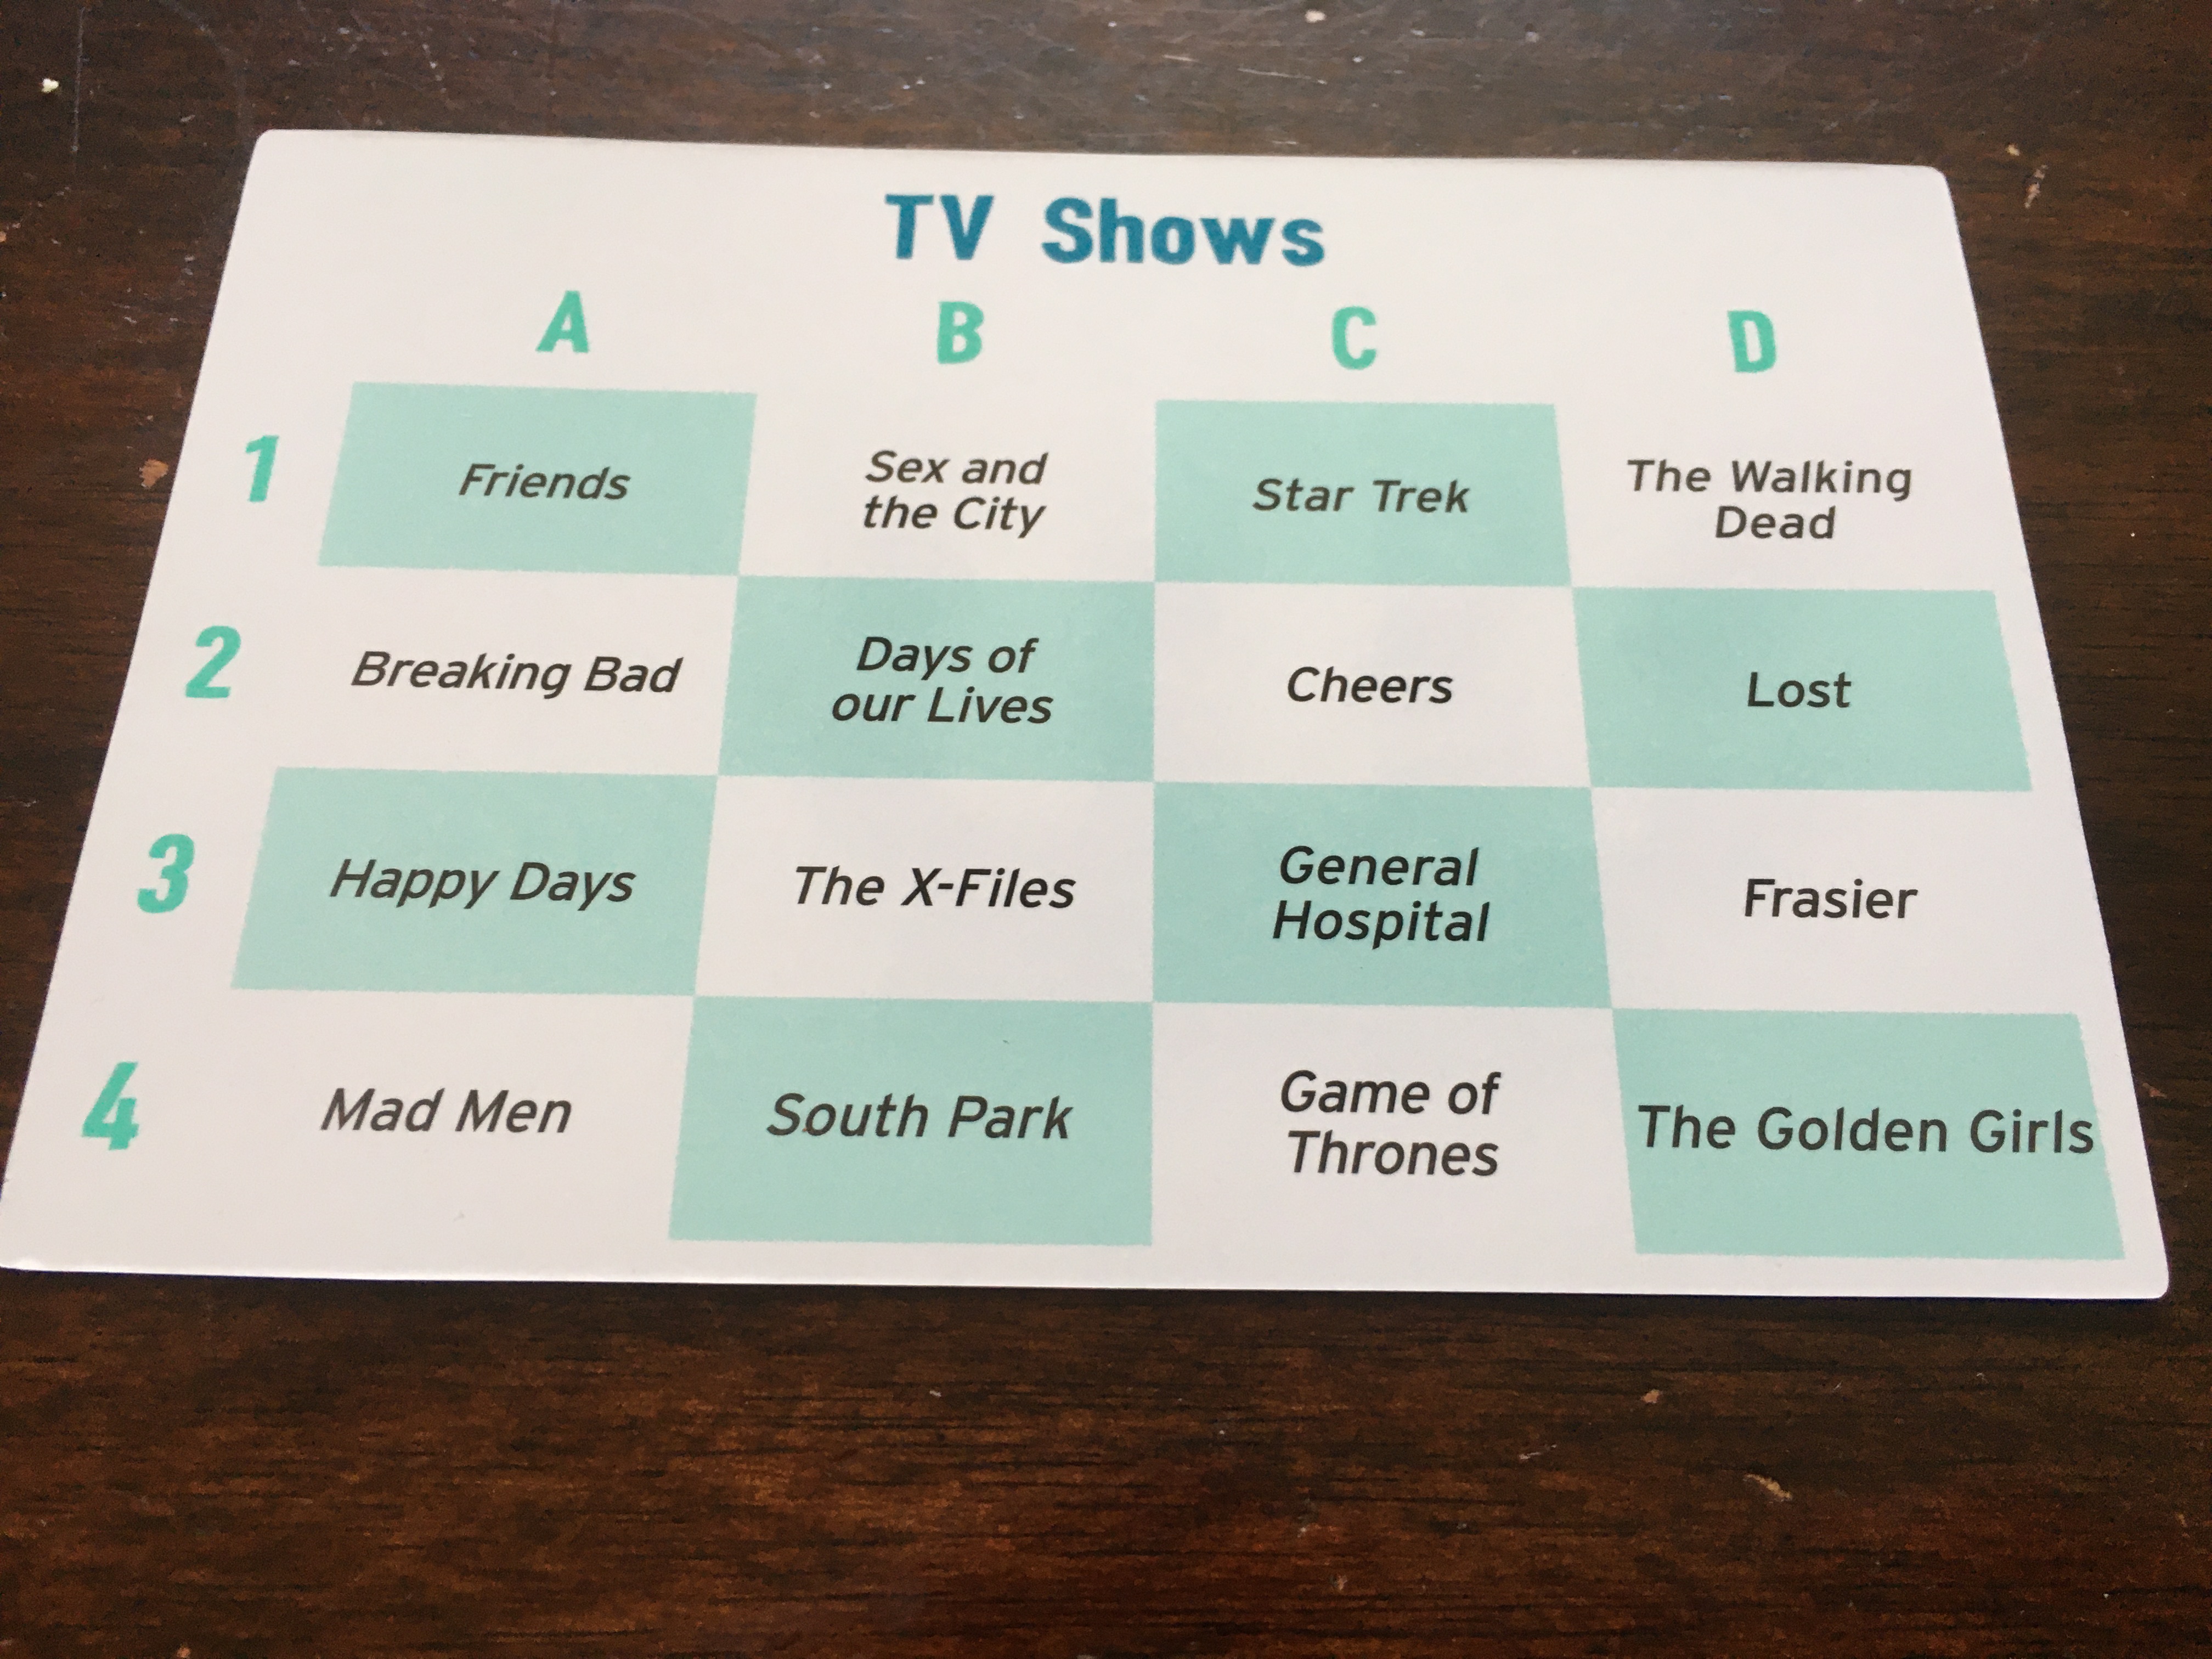 TV Shows
A B C D
1 Friends Sex and the City Star Trek The Walking Dead
2 Breaking Bad Days of our Lives Cheers Lost
3 Happy Days The X-Files General Hospital Frasier
4 Mad Men South Park Game of Thrones The Golden Girls